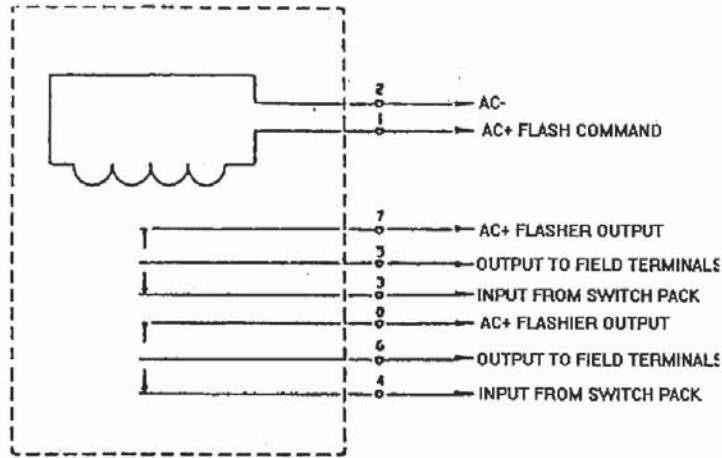 2
AC-
1
AC+ FLASH COMMAND
7
AC+ FLASHER OUTPUT
OUTPUT TO FIELD TERMINALS
3
INPUT FROM SWITCH PACK
AC+ FLASHIER OUTPUT
6
OUTPUT TO FIELD TERMINALS
4
INPUT FROM SWITCH PACK